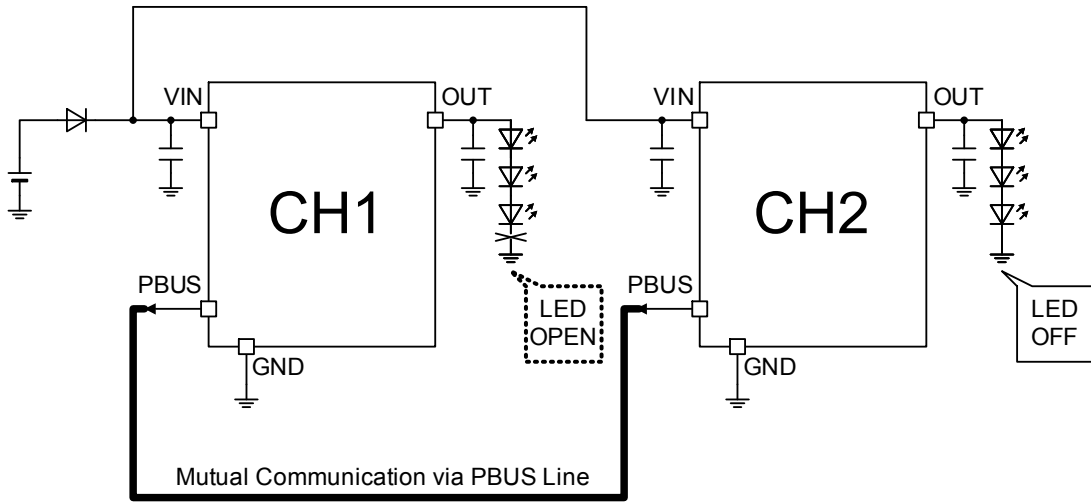 VIN
OUT
CH1
PBUS
GND
LED
OPEN
VIN
OUT
CH2
PBUS
GND
LED
OFF
Mutual Communication via PBUS Line